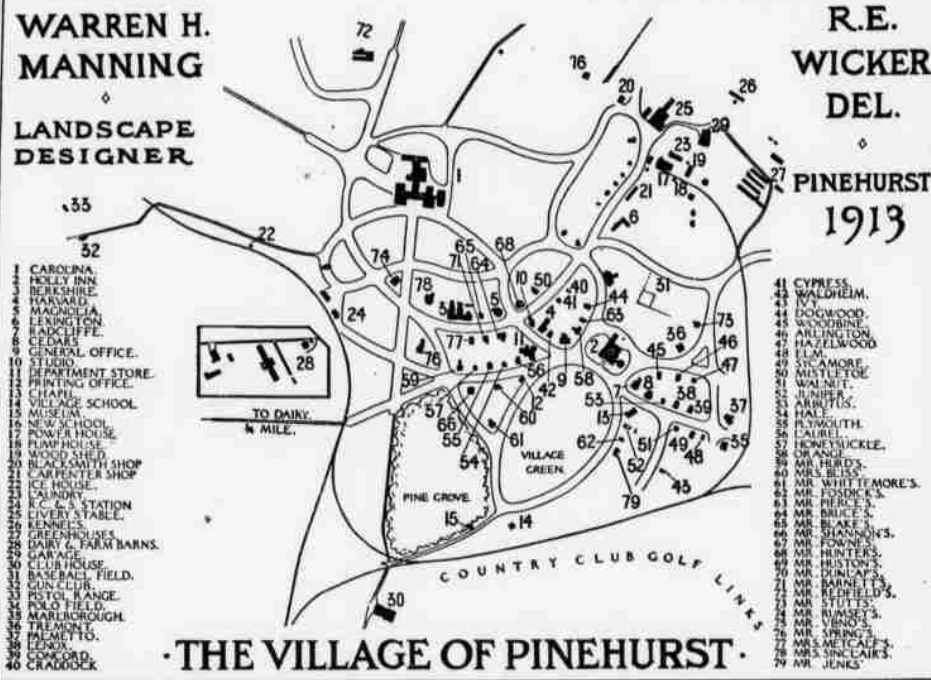 WARREN H.
MANNING
LANDSCAPE
DESIGNER
R.E.
WICKER
DEL.
PINEHURST
1913
1 CAROLINA.
2 HOLLY INN.
3 BERKSHIRE.
4 HARVARD.
5 MAGNOLIA.
6 LEXINGTON.
7 RADCLIFFE.
8 CEDARS.
9 GENERAL OFFICE.
10 STUDIO.
11 DEPARTMENT STORE.
12 PRINTING OFFICE.
13 CHAPEL.
14 VILLAGE SCHOOL.
15 MUSEUM.
16 NEW SCHOOL.
17 POWER HOUSE.
18 PUMP HOUSE.
19 WOOD SHED.
20 BLACKSMITH SHOP
21 CARPENTER SHOP
22 ICE HOUSE.
23 LAUNDRY.
24 R.C. & S. STATION
25 LIVERY STABLE.
26 KENNELS.
27 GREENHOUSES.
28 DAIRY & FARM BARNS.
29 GARAGE.
30 CLUB HOUSE.
31 BASEBALL FIELD.
32 GUN CLUB.
33 PISTOL RANGE.
34 POLO FIELD.
35 MARLBOROUGH.
36 TREMONT.
37 PALMETTO.
38 LENOX.
39 CONCORD.
40 CRADDOCK
41 CYPRESS.
42 WALDHEIM.
43 IVY.
44 DOGWOOD.
45 WOODBINE.
46 ARLINGTON.
47 HAZELWOOD.
48 ELM.
49 SYCAMORE.
50 MISTLETOE
51 WALNUT.
52 JUNIPER.
53 ARBUTUS.
54 HALE.
55 PLYMOUTH.
56 LAUREL.
57 HONEYSUCKLE.
58 ORANGE.
59 MR. HURD'S.
60 MRS. BLISS'.
61 MR. WHITTEMORE'S.
62 MR. FOSDICK'S.
63 MR. PIERCE'S.
64 MR. BRUCE'S.
65 MR. BLAKE'S.
66 MR. SHANNON'S.
67 MR. FOWNES'.
68 MR. HUNTER'S.
69 MR. HUSTON'S.
70 MR. DUNLAP'S.
71 MR. BARNETT'S.
72 MR. REDFIELD'S.
73 MR. STUTTS'.
74 MR. RUMSEY'S.
75 MR. VENO'S.
76 MR. SPRING'S.
77 MRS. METCALF'S.
78 MRS. SINCLAIR'S.
79 MR. JENKS'
TO DAIRY.
¾ MILE.
PINE GROVE.
VILLAGE
GREEN.
COUNTRY CLUB GOLF LINKS
·THE VILLAGE OF PINEHURST·